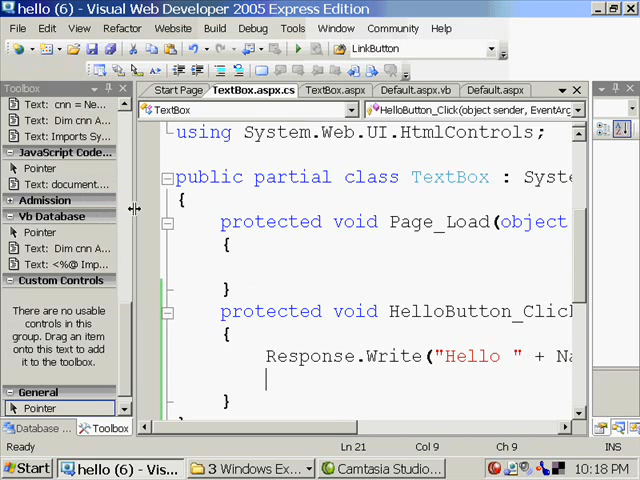 hello (6) - Visual Web Developer 2005 Express Edition
File Edit View Refactor Website Build Debug Tools Window Community Help
LinkButton
Toolbox
Start Page TextBox.aspx.cs TextBox.aspx Default.aspx.vb Default.aspx
TextBox HelloButton_Click(object sender, EventArg
Text: cnn = Ne...
Text: Dim cnn A...
Text: Imports Sy...
JavaScript Code...
Pointer
Text: document....
Admission
Vb Database
Pointer
Text: Dim cnn A...
Text: <%@ Imp...
Custom Controls
There are no usable
controls in this
group. Drag an item
onto this text to add
it to the toolbox.
General
Pointer
Database ... Toolbox
using System.Web.UI.HtmlControls;
public partial class TextBox : Syste
{
protected void Page_Load(object
{
}
protected void HelloButton_Clic
{
Response.Write("Hello " + Na
}
Ready Ln 21 Col 9 Ch 9 INS
Start hello (6) - Vis... 3 Windows Ex... Camtasia Studio... 10:18 PM